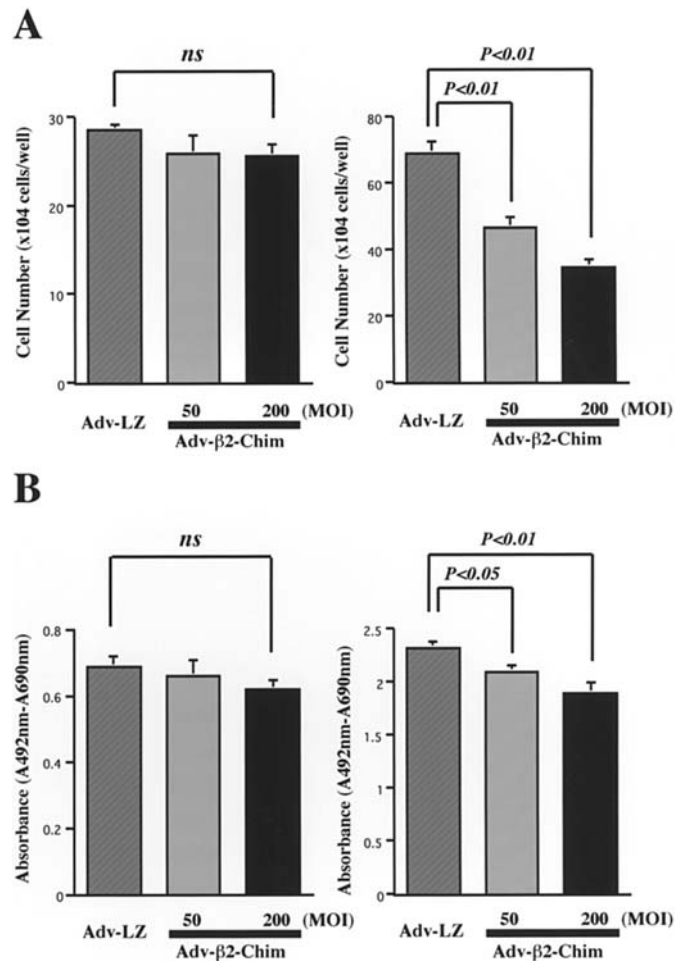 A
ns
P<0.01
P<0.01
Cell Number (x104 cells/well)
30
20
10
0
Adv-LZ
50
200
(MOI)
Adv-β2-Chim
Cell Number (x104 cells/well)
80
60
40
20
0
Adv-LZ
50
200
(MOI)
Adv-β2-Chim
B
ns
P<0.01
P<0.05
Absorbance (A492nm-A690nm)
0.8
0.6
0.4
0.2
0
Adv-LZ
50
200
(MOI)
Adv-β2-Chim
Absorbance (A492nm-A690nm)
2.5
2
1.5
1
0.5
0
Adv-LZ
50
200
(MOI)
Adv-β2-Chim